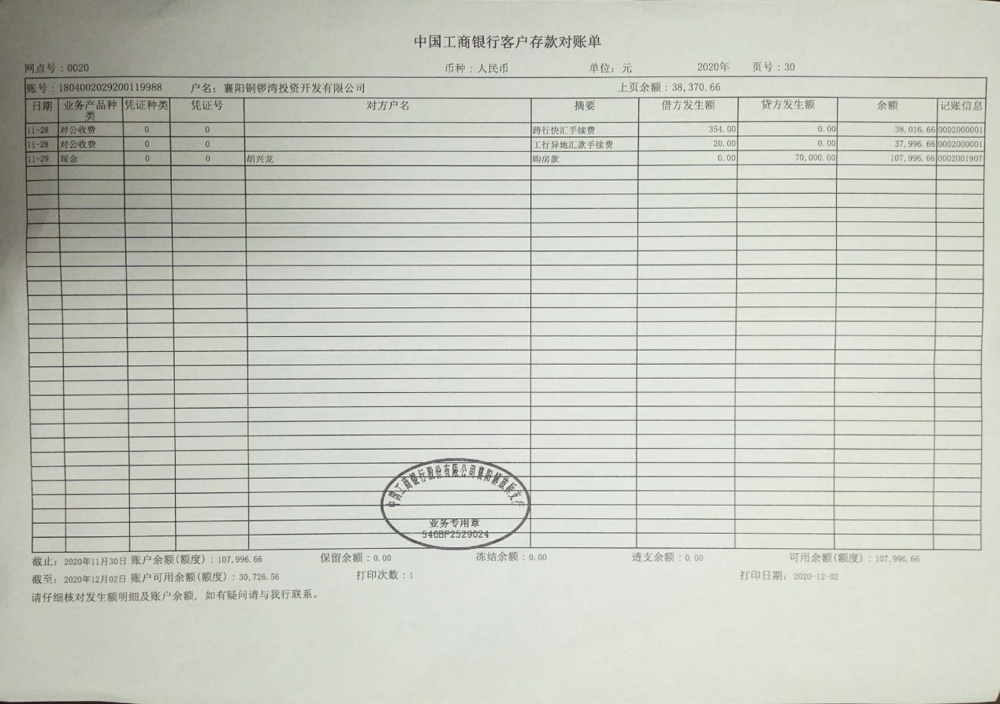 中国工商银行客户存款对账单
网点号：0020 币种：人民币 单位：元 2020年 页号：30
账号：1804002029200119988 户名：襄阳铜锣湾投资开发有限公司 上页余额：38,370.66
日期 业务产品种类 凭证种类 凭证号 对方户名 摘要 借方发生额 贷方发生额 余额 记账信息
11-28 对公收费 0 0 跨行快汇手续费 354.00 0.00 38,016.66 0002000001
11-28 对公收费 0 0 工行异地汇款手续费 20.00 0.00 37,996.66 0002000001
11-29 现金 0 0 胡兴龙 购房款 0.00 70,000.00 107,996.66 0002001907
中国工商银行股份有限公司襄阳解放桥支行
业务专用章
546BF2529024
截止：2020年11月30日 账户余额(额度)：107,996.66 保留余额：0.00 冻结余额：0.00 透支余额：0.00 可用余额(额度)：107,996.66
截至：2020年12月02日 账户可用余额(额度)：30,726.56 打印次数：1 打印日期：2020-12-02
请仔细核对发生额明细及账户余额，如有疑问请与我行联系。